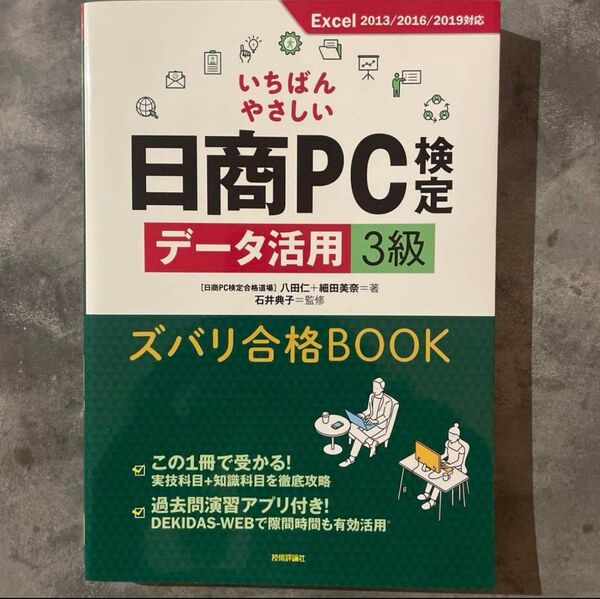 Excel 2013/2016/2019対応
いちばん
やさしい
日商PC検定
データ活用 3級
［日商PC検定合格道場］八田仁＋細田美奈＝著
石井典子＝監修
ズバリ合格BOOK
この1冊で受かる！
実技科目+知識科目を徹底攻略
過去問演習アプリ付き！
DEKIDAS-WEBで隙間時間も有効活用*
技術評論社